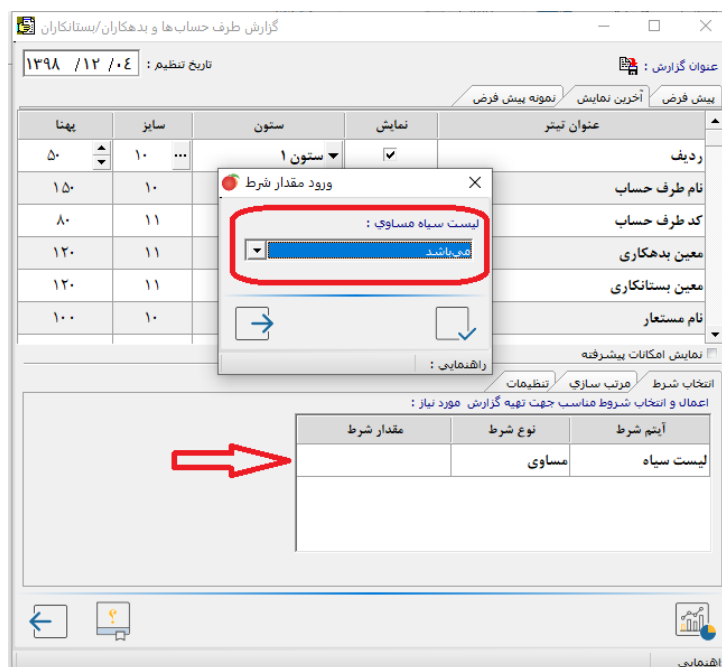 گزارش طرف حساب‌ها و بدهکاران/بستانکاران
عنوان گزارش :
تاریخ تنظیم : ۱۳۹۸ /۱۲ /۰٤
پیش فرض آخرین نمایش نمونه پیش فرض
عنوان تیتر نمایش ستون سایز پهنا
ردیف ستون ۱ ۱۰ ... ۵۰
نام طرف حساب ۱۰ ۱۵۰
کد طرف حساب ۱۱ ۸۰
معین بدهکاری ۱۱ ۱۲۰
معین بستانکاری ۱۱ ۱۲۰
نام مستعار ۱۰ ۱۰۰
ورود مقدار شرط
لیست سیاه مساوي :
مي‌باشد
راهنمایی :
نمایش امکانات پیشرفته
انتخاب شرط مرتب سازي تنظیمات
اعمال و انتخاب شروط مناسب جهت تهیه گزارش مورد نیاز :
آیتم شرط نوع شرط مقدار شرط
لیست سیاه مساوی
؟
راهنمایی